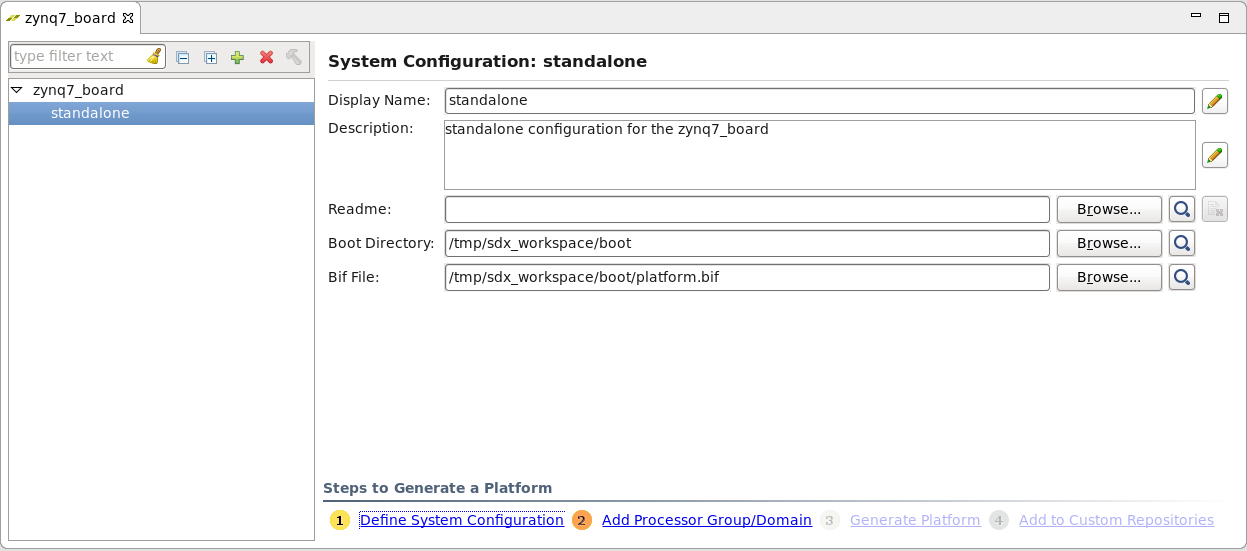 zynq7_board
type filter text
zynq7_board
standalone
System Configuration: standalone
Display Name: standalone
Description: standalone configuration for the zynq7_board
Readme: Browse...
Boot Directory: /tmp/sdx_workspace/boot Browse...
Bif File: /tmp/sdx_workspace/boot/platform.bif Browse...
Steps to Generate a Platform
1 Define System Configuration 2 Add Processor Group/Domain 3 Generate Platform 4 Add to Custom Repositories